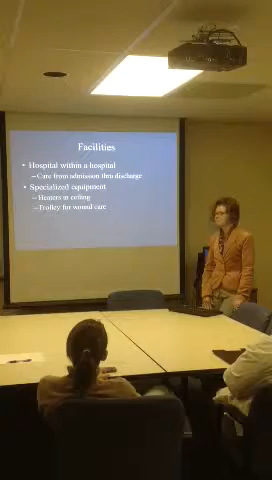 Facilities
• Hospital within a hospital
– Care from admission thru discharge
• Specialized equipment
– Heaters in ceiling
– Trolley for wound care